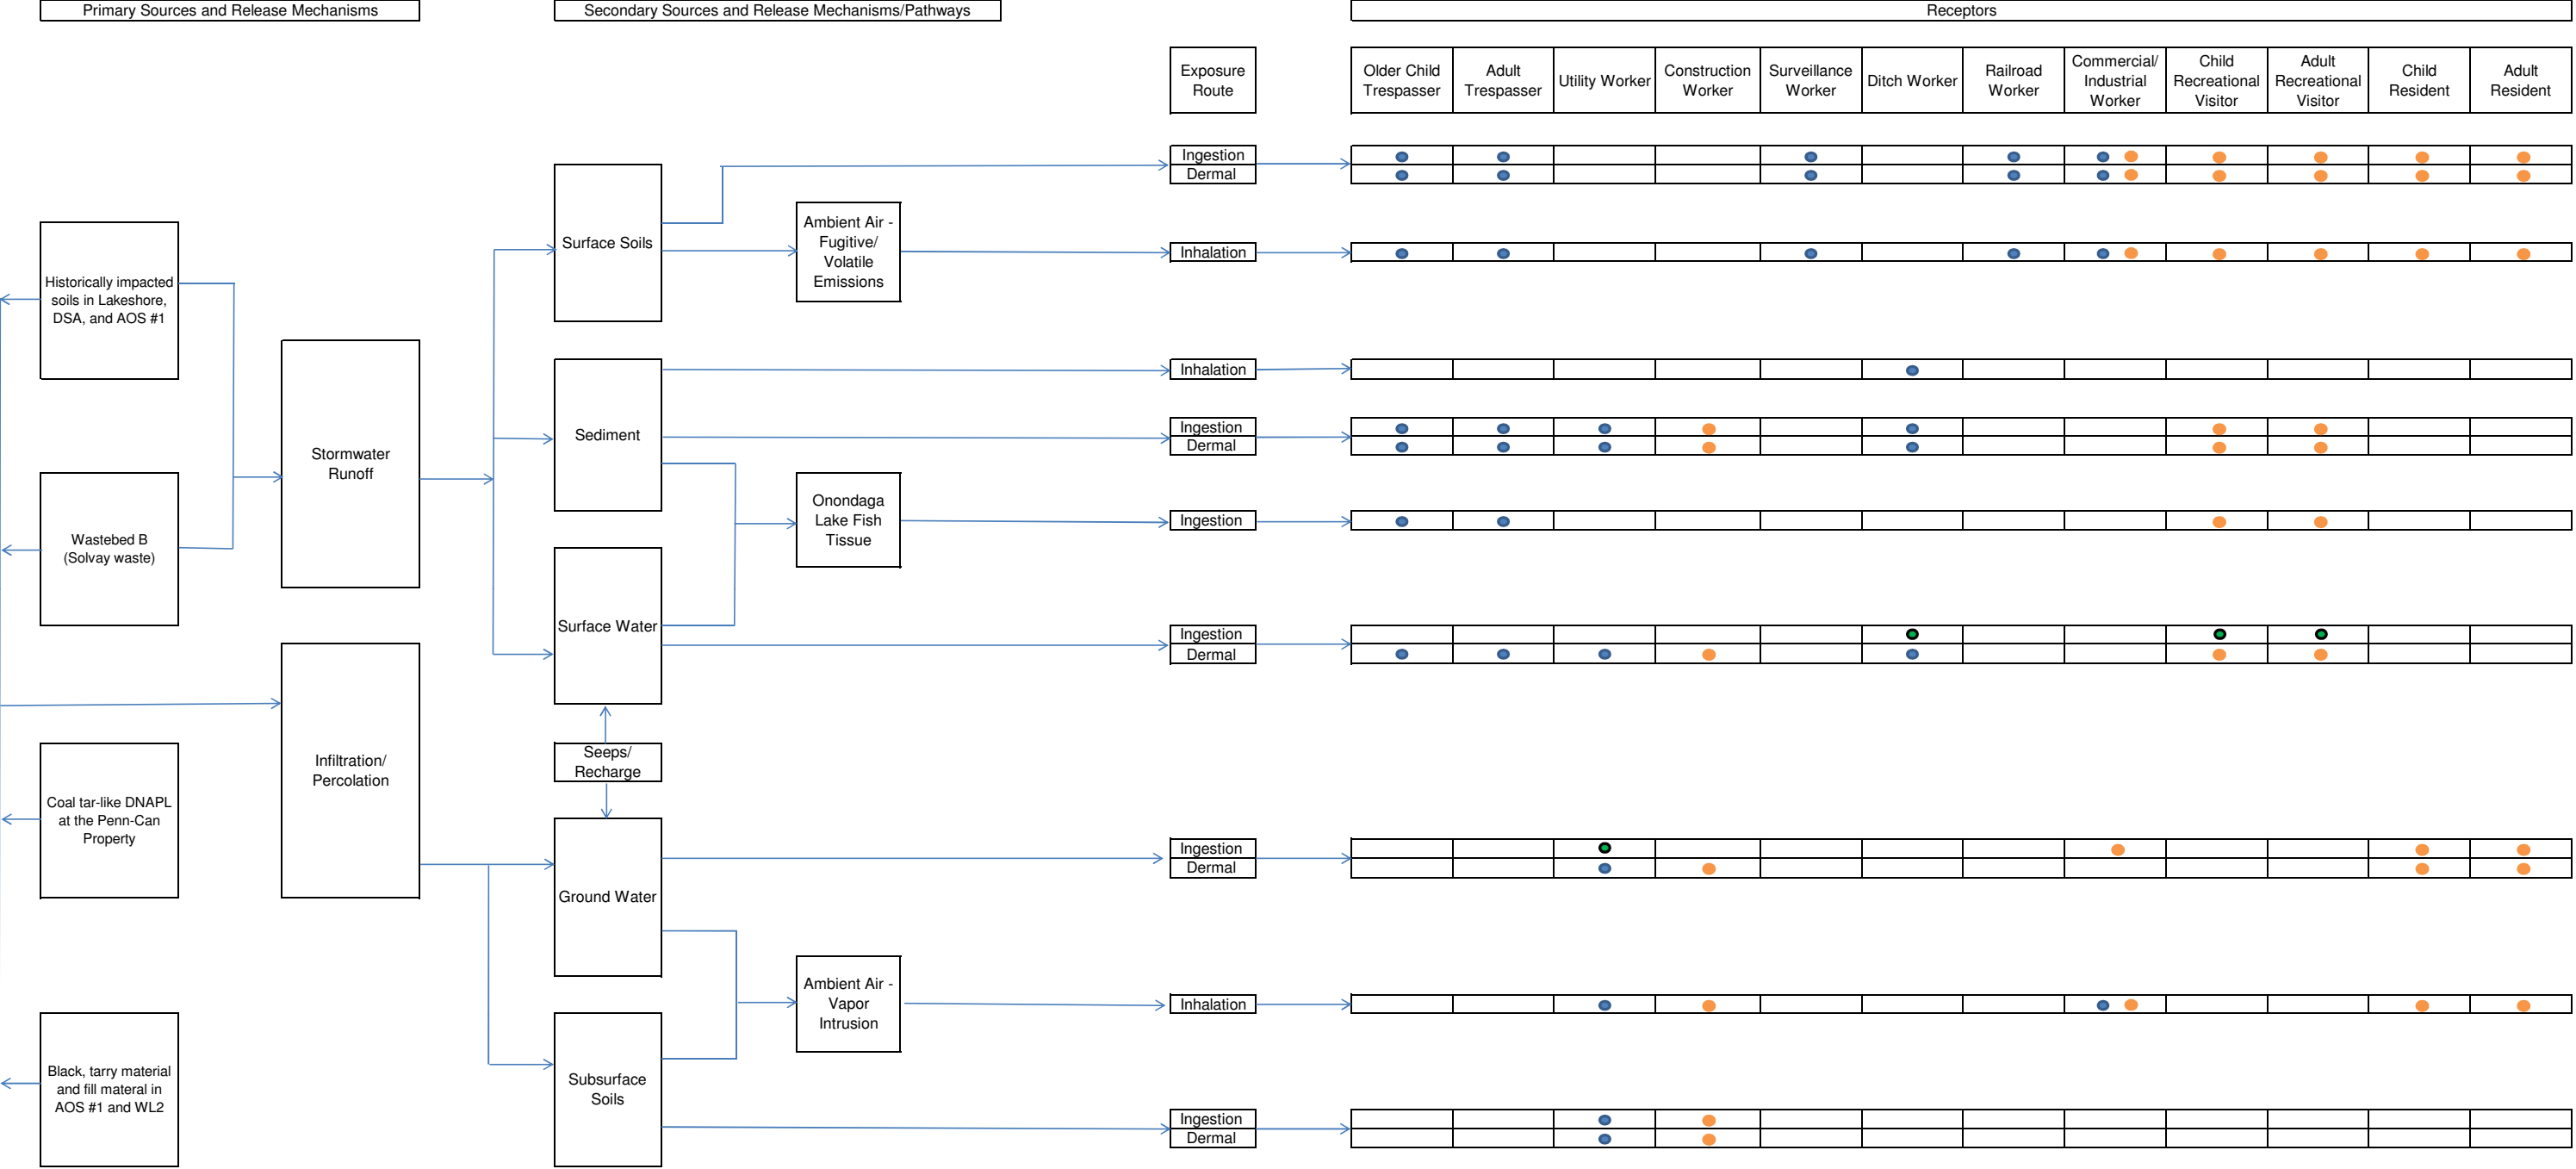 Primary Sources and Release Mechanisms
Secondary Sources and Release Mechanisms/Pathways
Receptors
Exposure
Route
Older Child
Trespasser
Adult
Trespasser
Utility Worker
Construction
Worker
Surveillance
Worker
Ditch Worker
Railroad
Worker
Commercial/
Industrial
Worker
Child
Recreational
Visitor
Adult
Recreational
Visitor
Child
Resident
Adult
Resident
Historically impacted
soils in Lakeshore,
DSA, and AOS #1
Wastebed B
(Solvay waste)
Coal tar-like DNAPL
at the Penn-Can
Property
Black, tarry material
and fill materal in
AOS #1 and WL2
Stormwater
Runoff
Infiltration/
Percolation
Surface Soils
Sediment
Surface Water
Seeps/
Recharge
Ground Water
Subsurface
Soils
Ambient Air -
Fugitive/
Volatile
Emissions
Onondaga
Lake Fish
Tissue
Ambient Air -
Vapor
Intrusion
Ingestion
Dermal
Inhalation
Inhalation
Ingestion
Dermal
Ingestion
Ingestion
Dermal
Ingestion
Dermal
Inhalation
Ingestion
Dermal